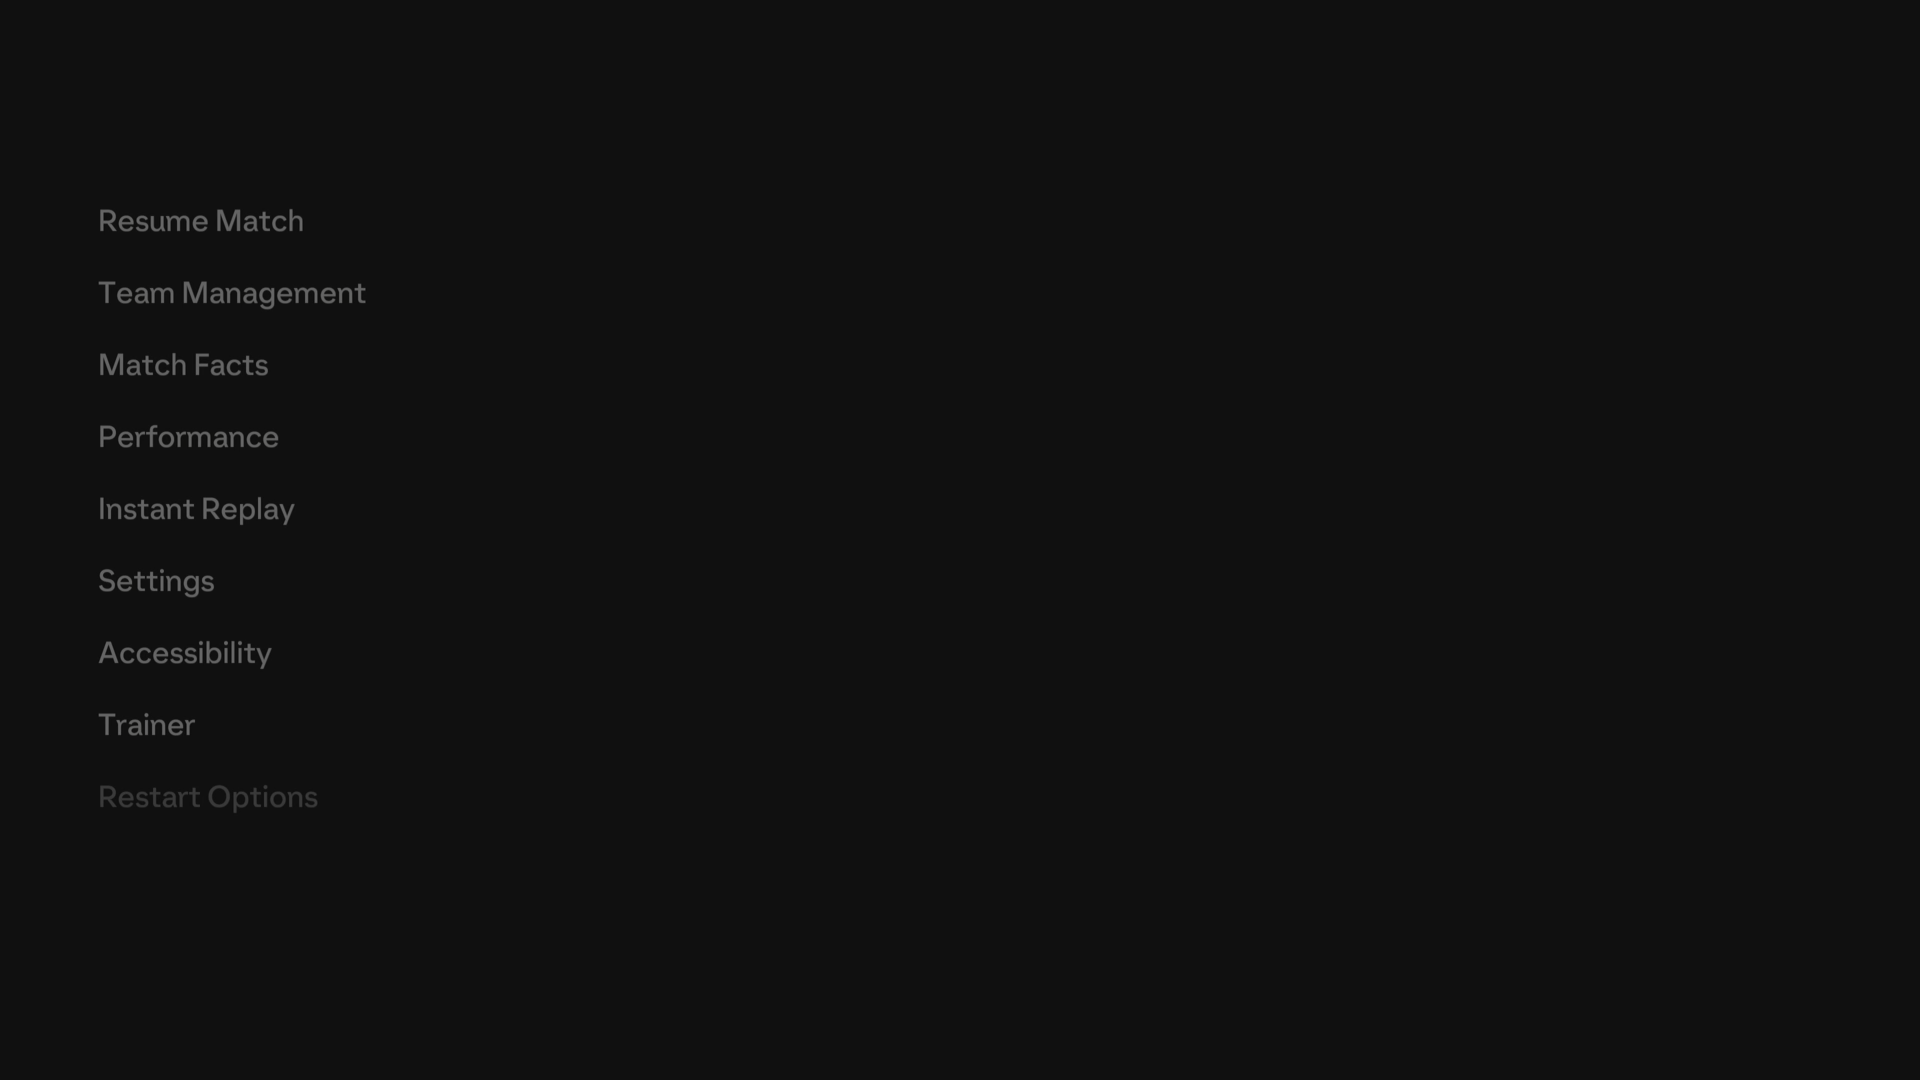 Resume Match
Team Management
Match Facts
Performance
Instant Replay
Settings
Accessibility
Trainer
Restart Options